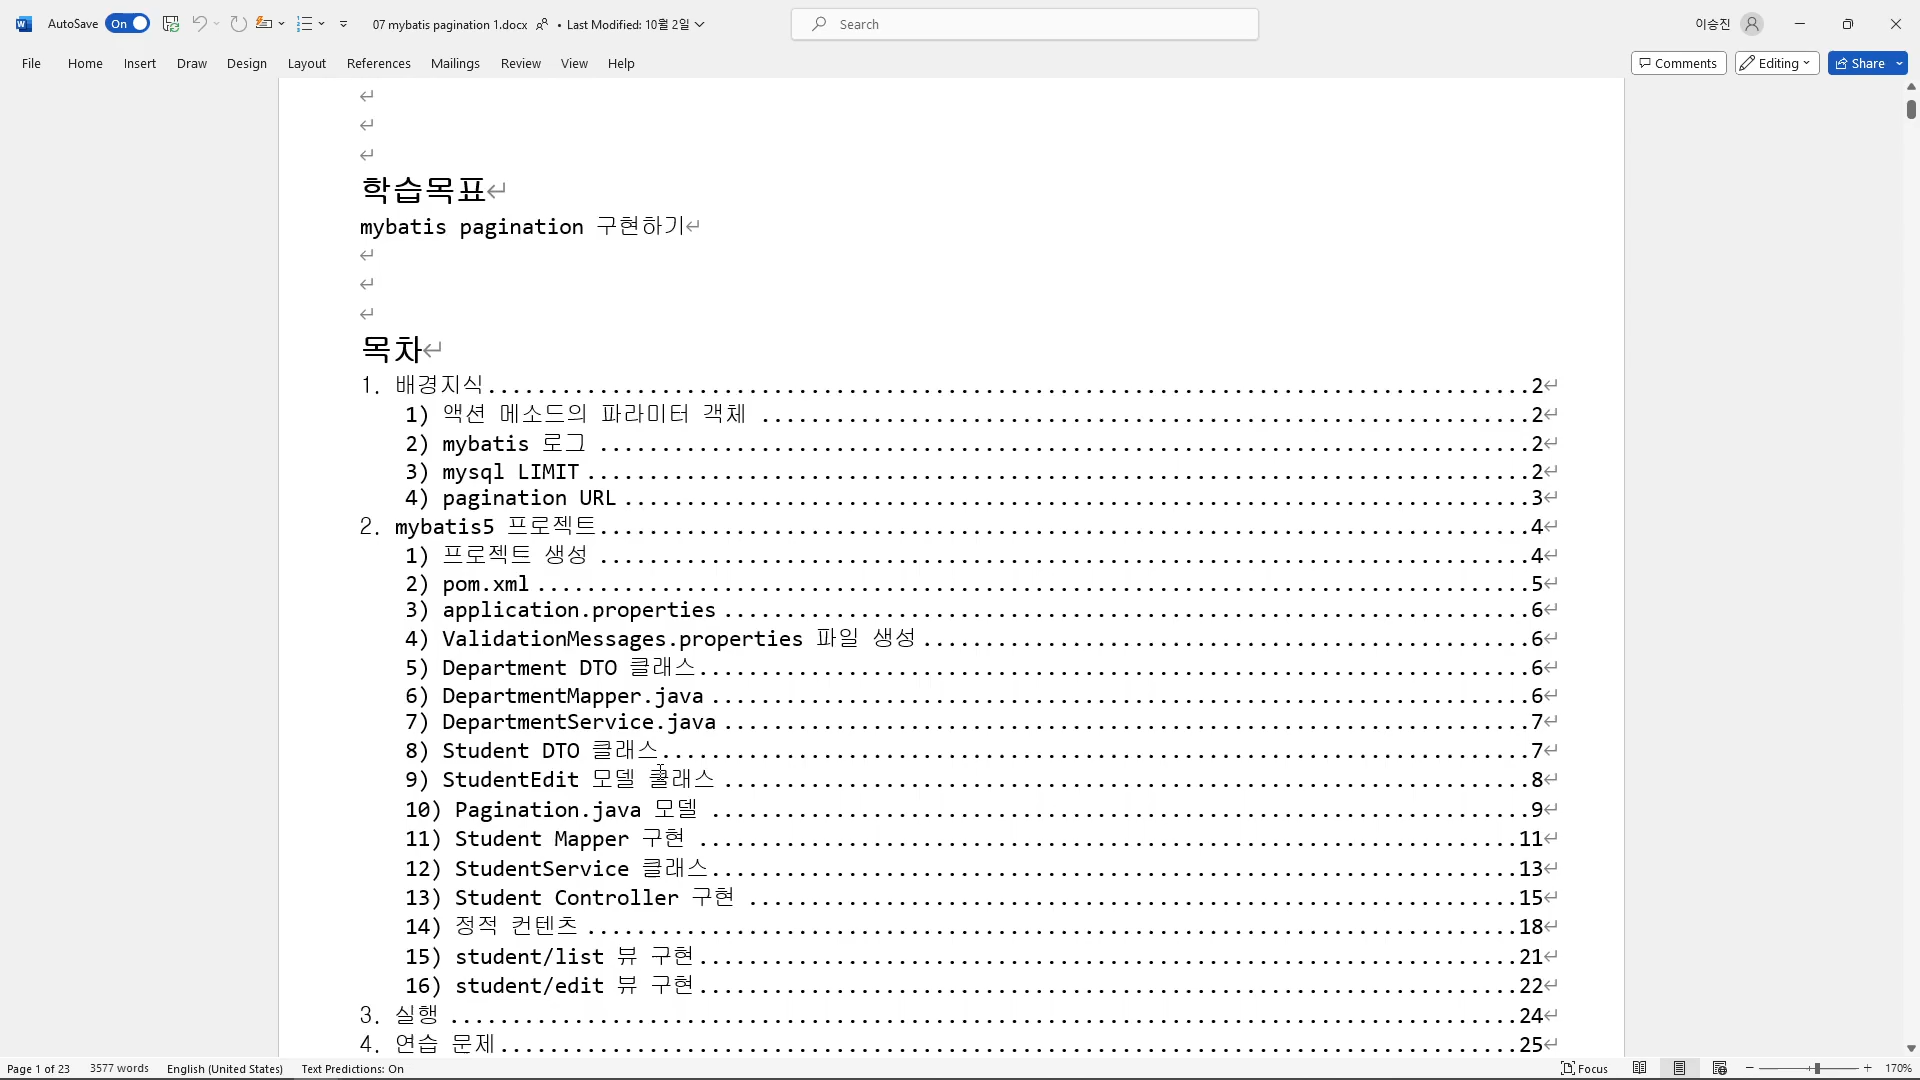 AutoSave On 07 mybatis pagination 1.docx • Last Modified: 10월 2일 Search 이승진
File Home Insert Draw Design Layout References Mailings Review View Help Comments Editing Share
학습목표
mybatis pagination 구현하기
목차
1. 배경지식 2
1) 액션 메소드의 파라미터 객체 2
2) mybatis 로그 2
3) mysql LIMIT 2
4) pagination URL 3
2. mybatis5 프로젝트 4
1) 프로젝트 생성 4
2) pom.xml 5
3) application.properties 6
4) ValidationMessages.properties 파일 생성 6
5) Department DTO 클래스 6
6) DepartmentMapper.java 6
7) DepartmentService.java 7
8) Student DTO 클래스 7
9) StudentEdit 모델 클래스 8
10) Pagination.java 모델 9
11) Student Mapper 구현 11
12) StudentService 클래스 13
13) Student Controller 구현 15
14) 정적 컨텐츠 18
15) student/list 뷰 구현 21
16) student/edit 뷰 구현 22
3. 실행 24
4. 연습 문제 25
Page 1 of 23 3577 words English (United States) Text Predictions: On Focus 170%